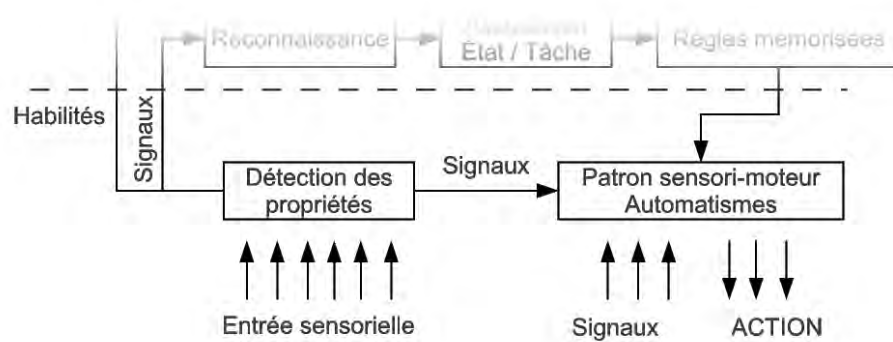 Reconnaissance
État / Tâche
Règles mémorisées
Habilités
Signaux
Détection des
propriétés
Signaux
Patron sensori-moteur
Automatismes
Entrée sensorielle
Signaux
ACTION